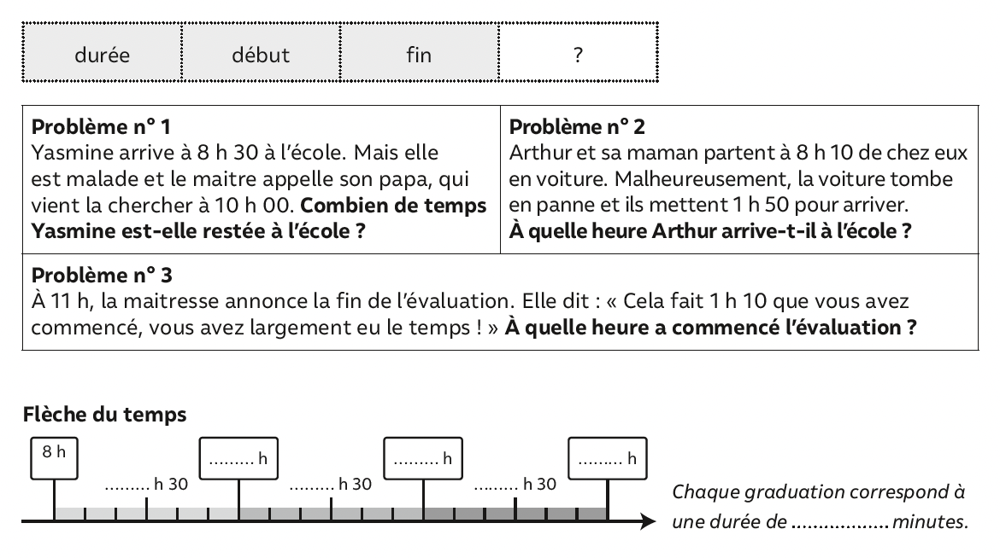 durée début fin ?
Problème n° 1
Yasmine arrive à 8 h 30 à l’école. Mais elle
est malade et le maitre appelle son papa, qui
vient la chercher à 10 h 00. Combien de temps
Yasmine est-elle restée à l’école ?
Problème n° 2
Arthur et sa maman partent à 8 h 10 de chez eux
en voiture. Malheureusement, la voiture tombe
en panne et ils mettent 1 h 50 pour arriver.
À quelle heure Arthur arrive-t-il à l’école ?
Problème n° 3
À 11 h, la maitresse annonce la fin de l’évaluation. Elle dit : « Cela fait 1 h 10 que vous avez
commencé, vous avez largement eu le temps ! » À quelle heure a commencé l’évaluation ?
Flèche du temps
8 h ......... h ......... h ......... h
......... h 30 ......... h 30 ......... h 30
Chaque graduation correspond à
une durée de .................. minutes.